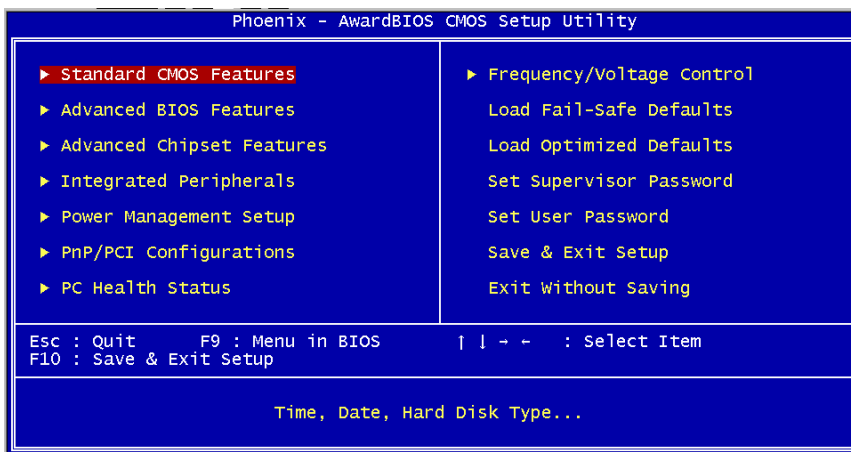 Phoenix - AwardBIOS CMOS Setup Utility
▶ Standard CMOS Features
▶ Advanced BIOS Features
▶ Advanced Chipset Features
▶ Integrated Peripherals
▶ Power Management Setup
▶ PnP/PCI Configurations
▶ PC Health Status
▶ Frequency/Voltage Control
Load Fail-Safe Defaults
Load Optimized Defaults
Set Supervisor Password
Set User Password
Save & Exit Setup
Exit Without Saving
Esc : Quit F9 : Menu in BIOS ↑ ↓ → ← : Select Item
F10 : Save & Exit Setup
Time, Date, Hard Disk Type...